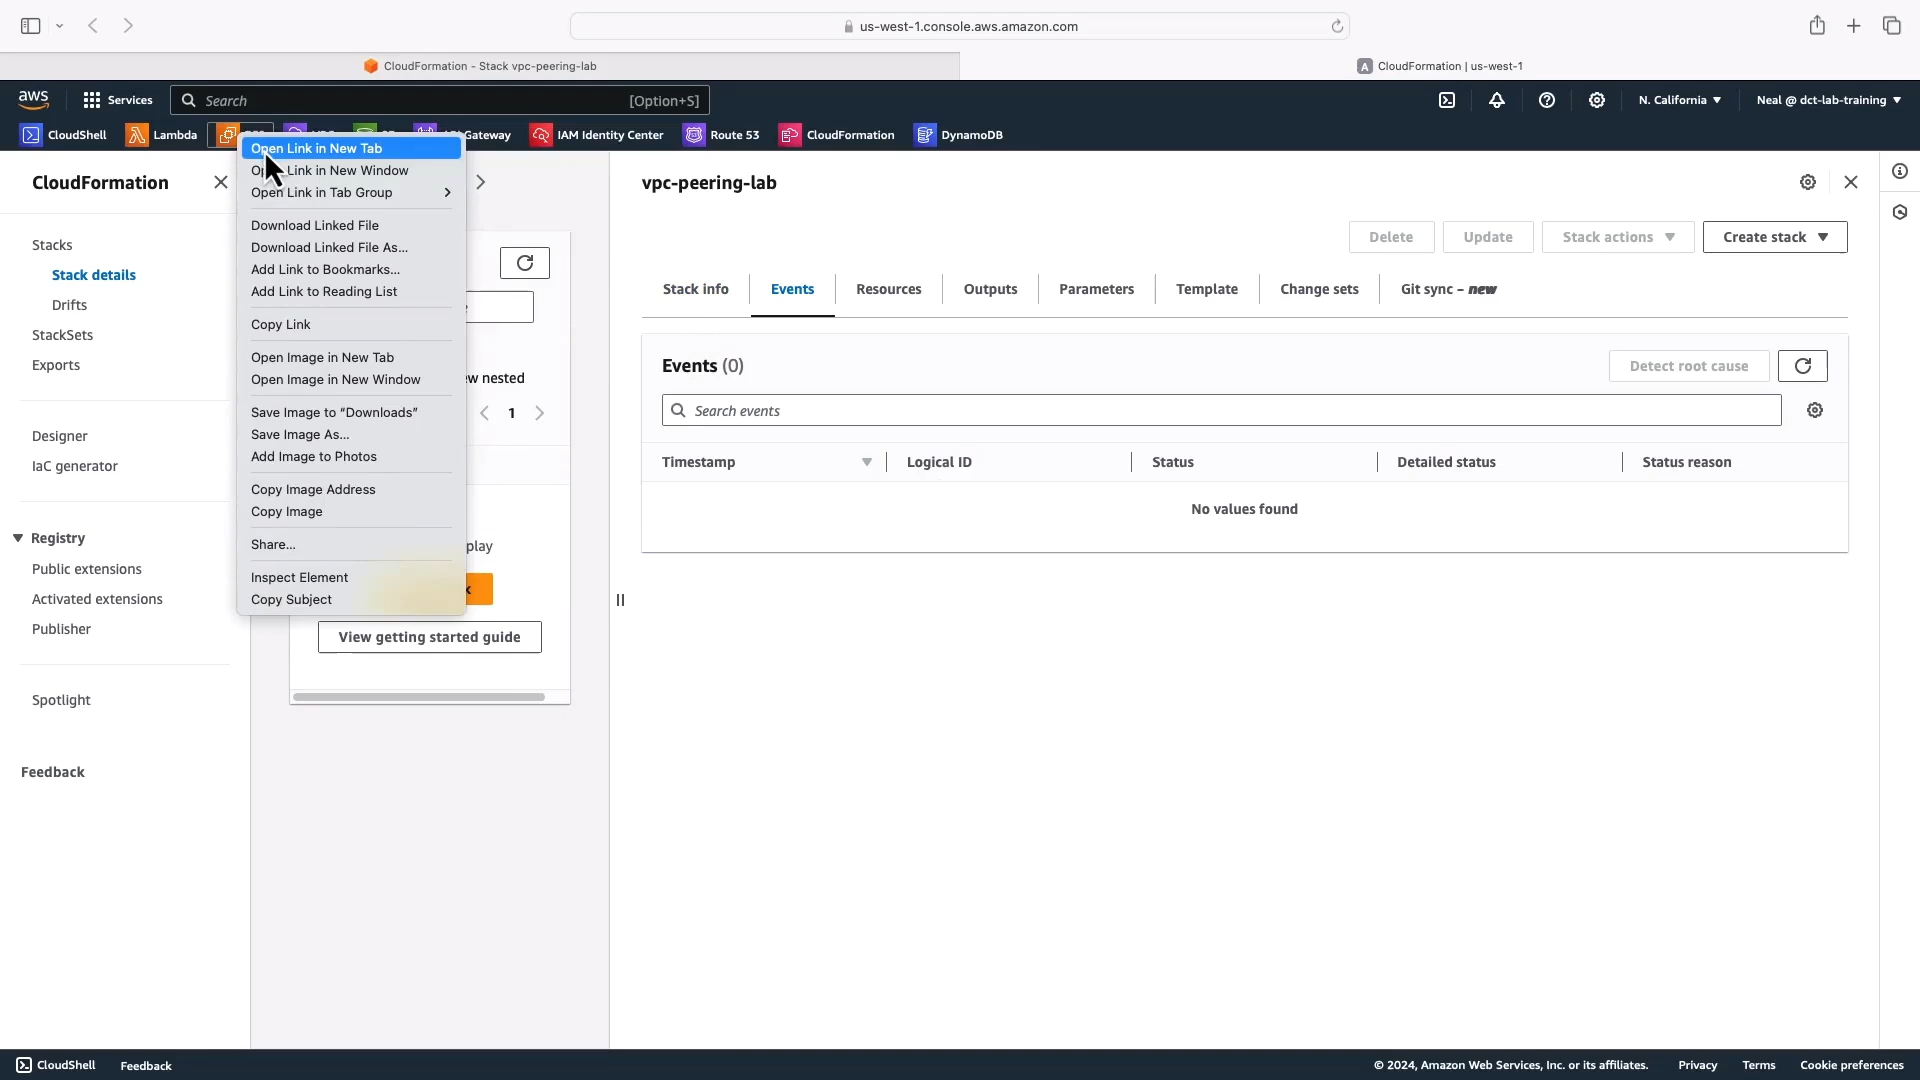 us-west-1.console.aws.amazon.com
CloudFormation - Stack vpc-peering-lab
A CloudFormation | us-west-1
aws
Services
Search
[Option+S]
N. California
Neal @ dct-lab-training
CloudShell
Lambda
Gateway
IAM Identity Center
Route 53
CloudFormation
DynamoDB
Open Link in New Tab
Link in New Window
Open Link in Tab Group
Download Linked File
Download Linked File As...
Add Link to Bookmarks...
Add Link to Reading List
Copy Link
Open Image in New Tab
Open Image in New Window
Save Image to “Downloads”
Save Image As...
Add Image to Photos
Copy Image Address
Copy Image
Share...
Inspect Element
Copy Subject
CloudFormation
Stacks
Stack details
Drifts
StackSets
Exports
Designer
IaC generator
Registry
Public extensions
Activated extensions
Publisher
Spotlight
Feedback
nested
1
play
View getting started guide
vpc-peering-lab
Delete
Update
Stack actions
Create stack
Stack info
Events
Resources
Outputs
Parameters
Template
Change sets
Git sync - new
Events (0)
Detect root cause
Search events
Timestamp
Logical ID
Status
Detailed status
Status reason
No values found
CloudShell
Feedback
© 2024, Amazon Web Services, Inc. or its affiliates.
Privacy
Terms
Cookie preferences